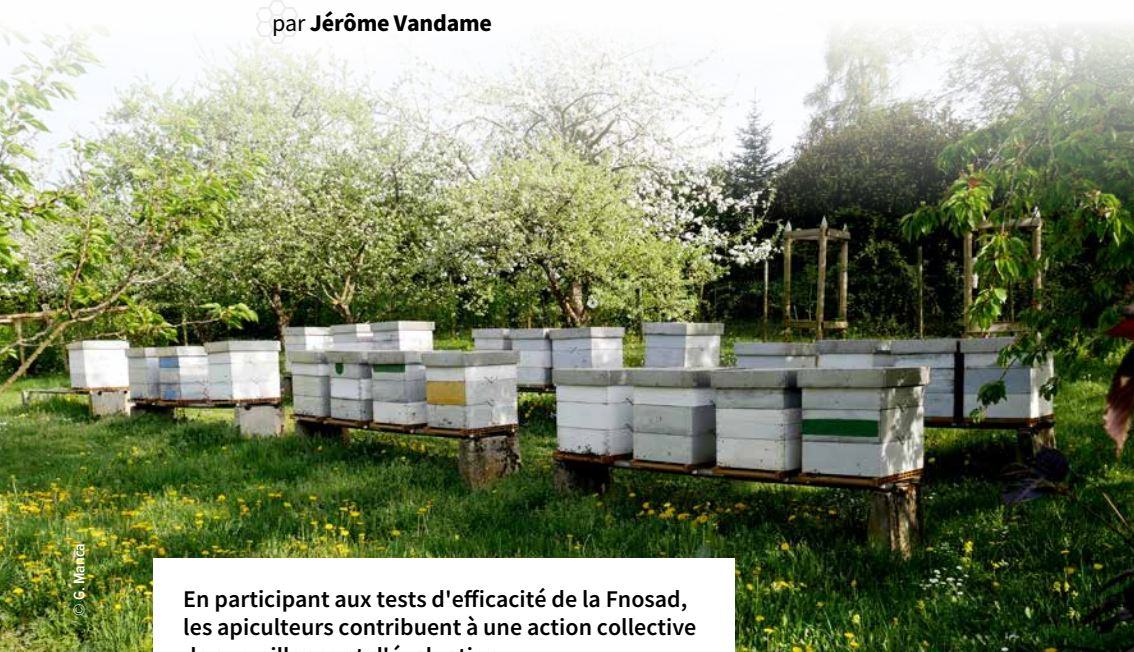 par Jérôme Vandame
© G. Manca
En participant aux tests d'efficacité de la Fnosad,
les apiculteurs contribuent à une action collective